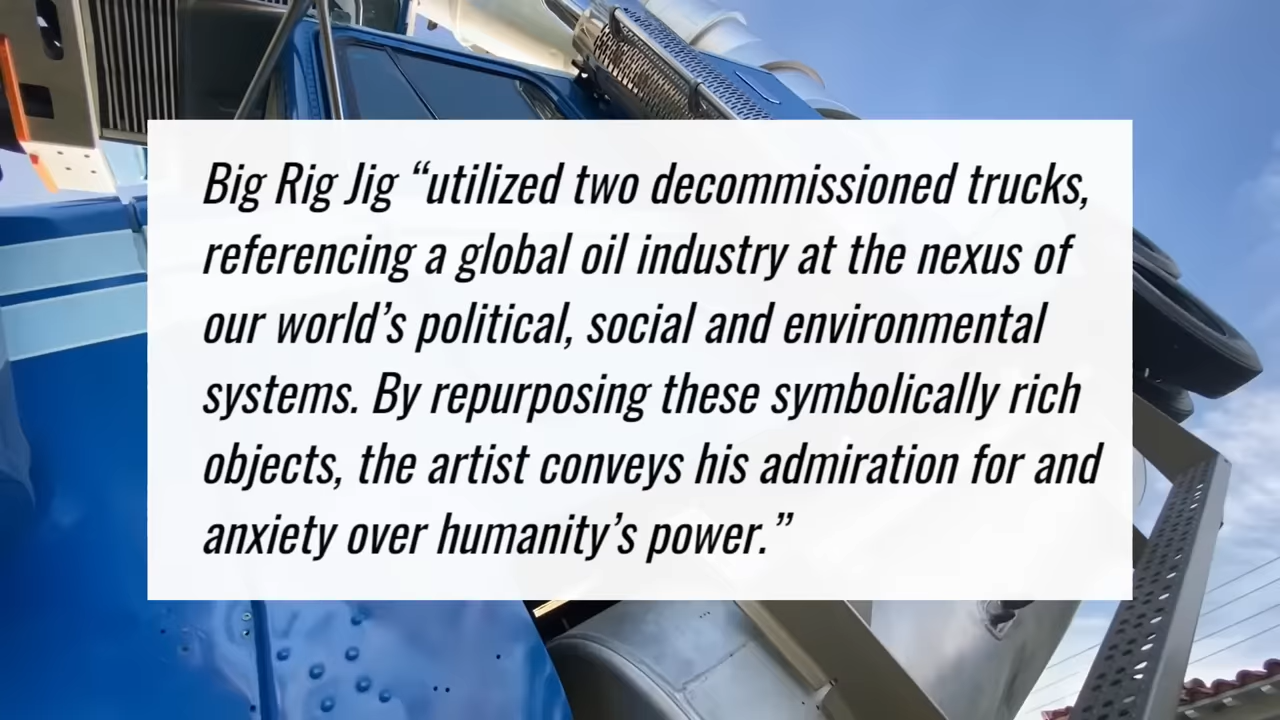 Big Rig Jig “utilized two decommissioned trucks,
referencing a global oil industry at the nexus of
our world’s political, social and environmental
systems. By repurposing these symbolically rich
objects, the artist conveys his admiration for and
anxiety over humanity’s power.”